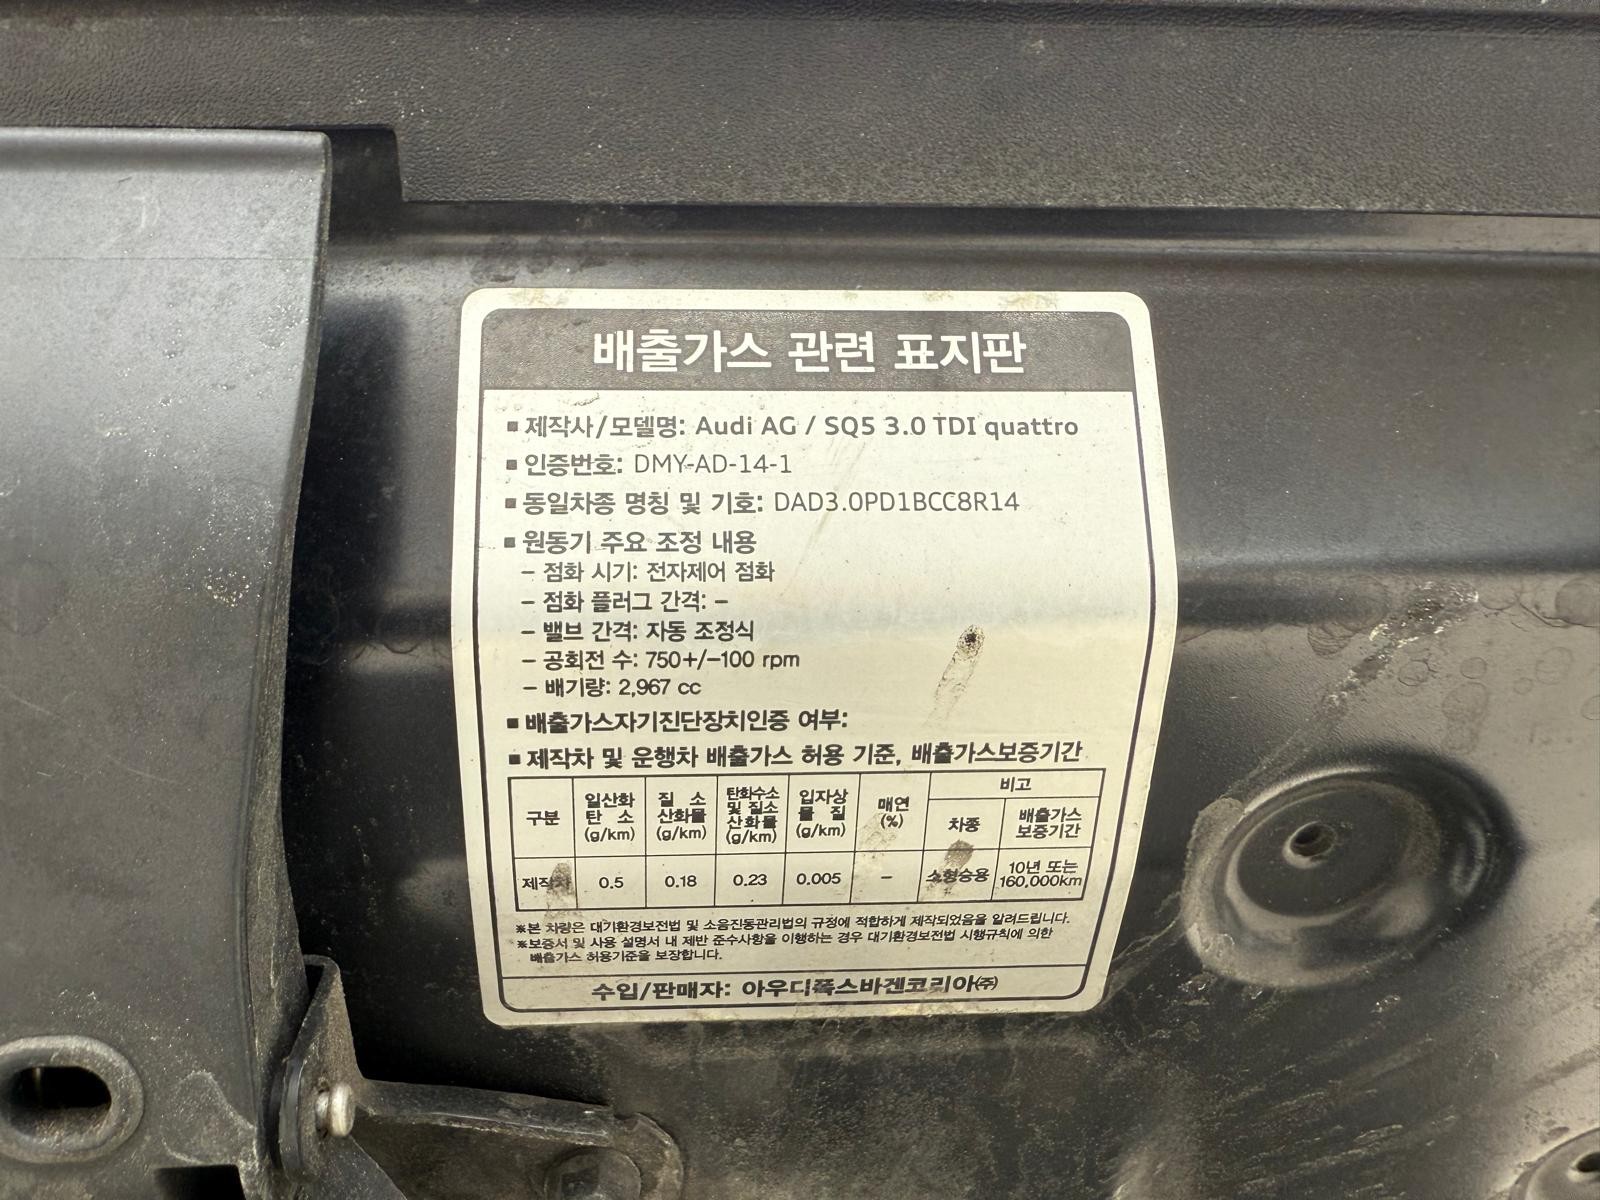 배출가스 관련 표지판
▪ 제작사/모델명: Audi AG / SQ5 3.0 TDI quattro
▪ 인증번호: DMY-AD-14-1
▪ 동일차종 명칭 및 기호: DAD3.0PD1BCC8R14
▪ 원동기 주요 조정 내용
– 점화 시기: 전자제어 점화
– 점화 플러그 간격: –
– 밸브 간격: 자동 조정식
– 공회전 수: 750+/-100 rpm
– 배기량: 2,967 cc
▪ 배출가스자기진단장치인증 여부:
▪ 제작차 및 운행차 배출가스 허용 기준, 배출가스보증기간
구분 일산화탄소 (g/km) 질소산화물 (g/km) 탄화수소 및 질소산화물 (g/km) 입자상물질 (g/km) 매연 (%) 비고
차종 배출가스 보증기간
제작차 0.5 0.18 0.23 0.005 – 소형승용 10년 또는 160,000km
※본 차량은 대기환경보전법 및 소음진동관리법의 규정에 적합하게 제작되었음을 알려드립니다.
※보증서 및 사용 설명서 내 제반 준수사항을 이행하는 경우 대기환경보전법 시행규칙에 의한
배출가스 허용기준을 보장합니다.
수입/판매자: 아우디폭스바겐코리아㈜